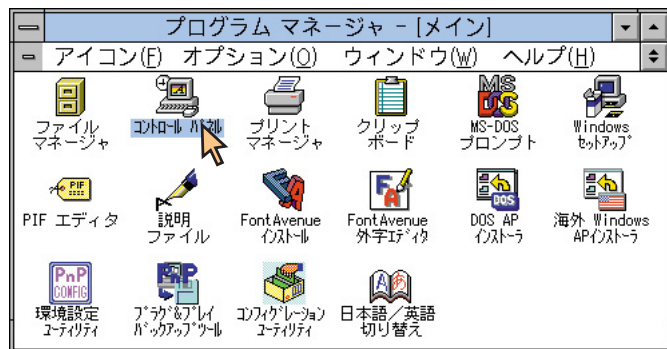 プログラム マネージャ - [メイン]
アイコン(F) オプション(O) ウィンドウ(W) ヘルプ(H)
ファイル
マネージャ
コントロール パネル
プリント
マネージャ
クリップ
ボード
MS
DOS
MS-DOS
プロンプト
Windows
セットアップ
PIF
PIF エディタ
説明
ファイル
FontAvenue
インストール
FontAvenue
外字エディタ
DOS
DOS AP
インストーラ
海外 Windows
APインストーラ
PnP
CONFIG
環境設定
ユーティリティ
PnP
プラグ&プレイ
バックアップツール
コンフィグレーション
ユーティリティ
Aあ
日本語/英語
切り替え